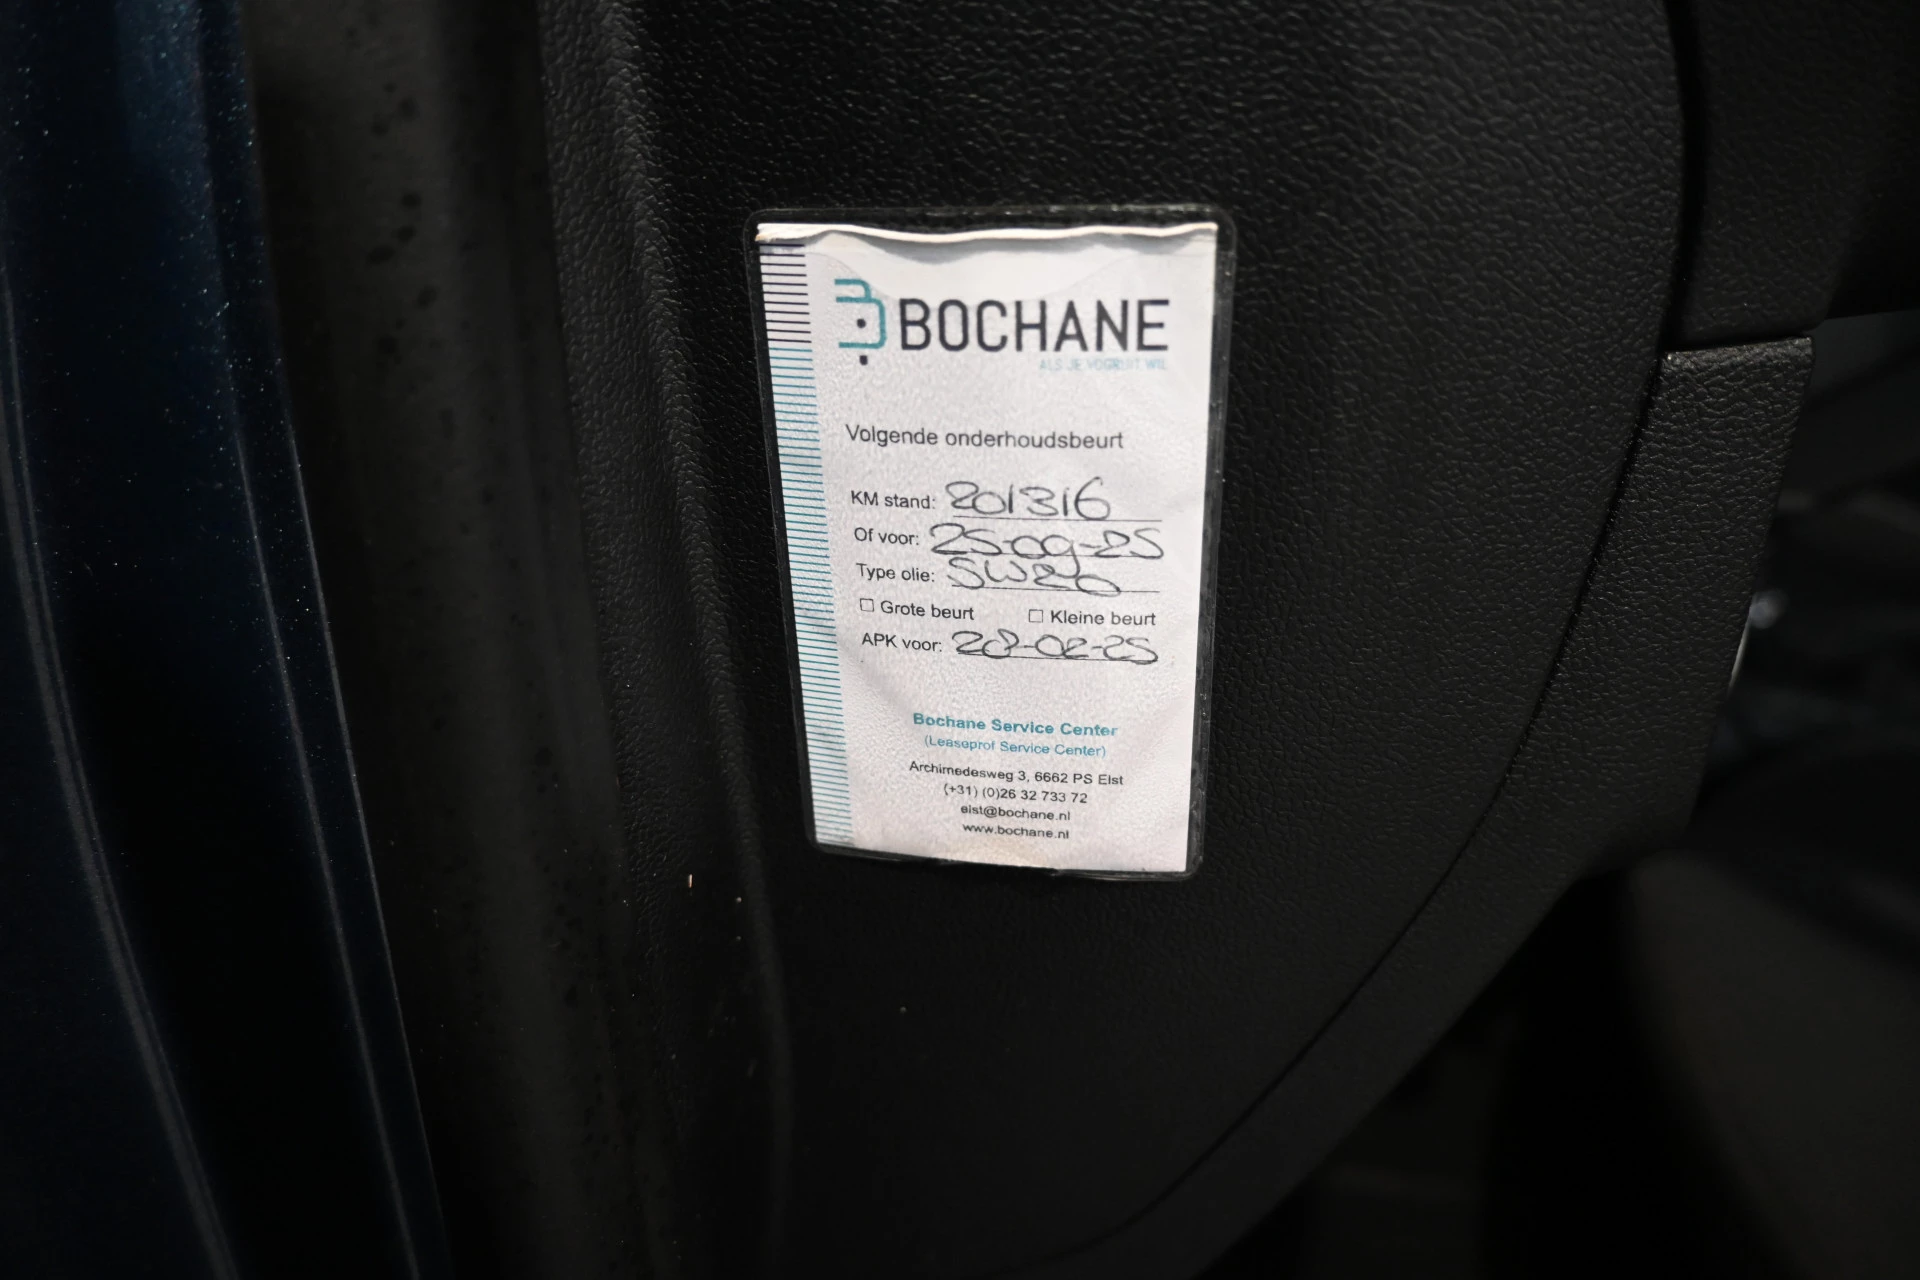 BOCHANE
ALS JE VOORUIT WIL
Volgende onderhoudsbeurt
KM stand: 201316
Of voor: 25-09-25
Type olie: 5W20
Grote beurt Kleine beurt
APK voor: 28-02-25
Bochane Service Center
(Leaseprof Service Center)
Archimedesweg 3, 6662 PS Elst
(+31) (0)26 32 733 72
elst@bochane.nl
www.bochane.nl